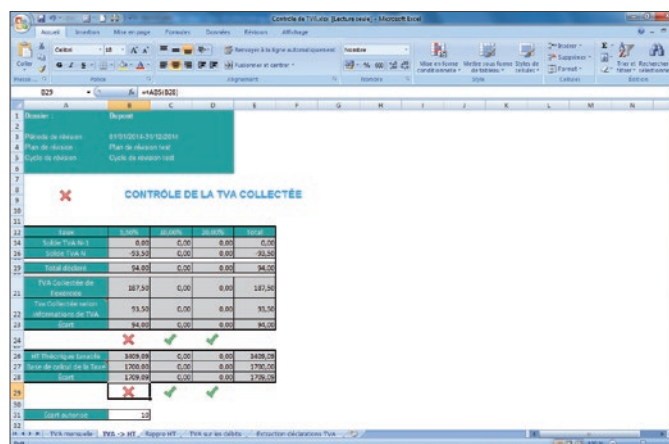 Contrôle de TVA.xlsx [Lecture seule] - Microsoft Excel
Accueil Insertion Mise en page Formules Données Révision Affichage
Calibri 18
Renvoyer à la ligne automatiquement
Nombre
Fusionner et centrer
Mise en forme conditionnelle
Mettre sous forme de tableau
Styles de cellules
Insérer
Supprimer
Format
Trier et filtrer
Rechercher et sélectionner
Police Alignement Nombre Style Cellules Édition
B29 =+ABS(B28)
A B C D E F G H I J K L M N
Dossier :
Période de révision 01/01/2014-31/12/2014
Plan de révision Plan de révision test
Cycle de révision Cycle de révision test
CONTRÔLE DE LA TVA COLLECTÉE
Taux 5,50% 10,00% 20,00% Total
Solde TVA N-1 0,00 0,00 0,00 0,00
Solde TVA N -93,50 0,00 0,00 -93,50
Total déclaré 94,00 0,00 0,00 94,00
TVA Collectée de
187,50 0,00 0,00 187,50
Tva Collectée selon
informations de TVA 93,50 0,00 0,00 93,50
Écart 94,00 0,00 0,00 94,00
HT Théorique taxable 3409,09 0,00 0,00 3409,09
Base de calcul de la Taxe 1700,00 0,00 0,00 1700,00
Écart 1709,09 0,00 0,00 1709,09
Écart autorisé 10
TVA mensuelle TVA -> HT Rappro HT TVA sur les débits Extraction déclarations TVA